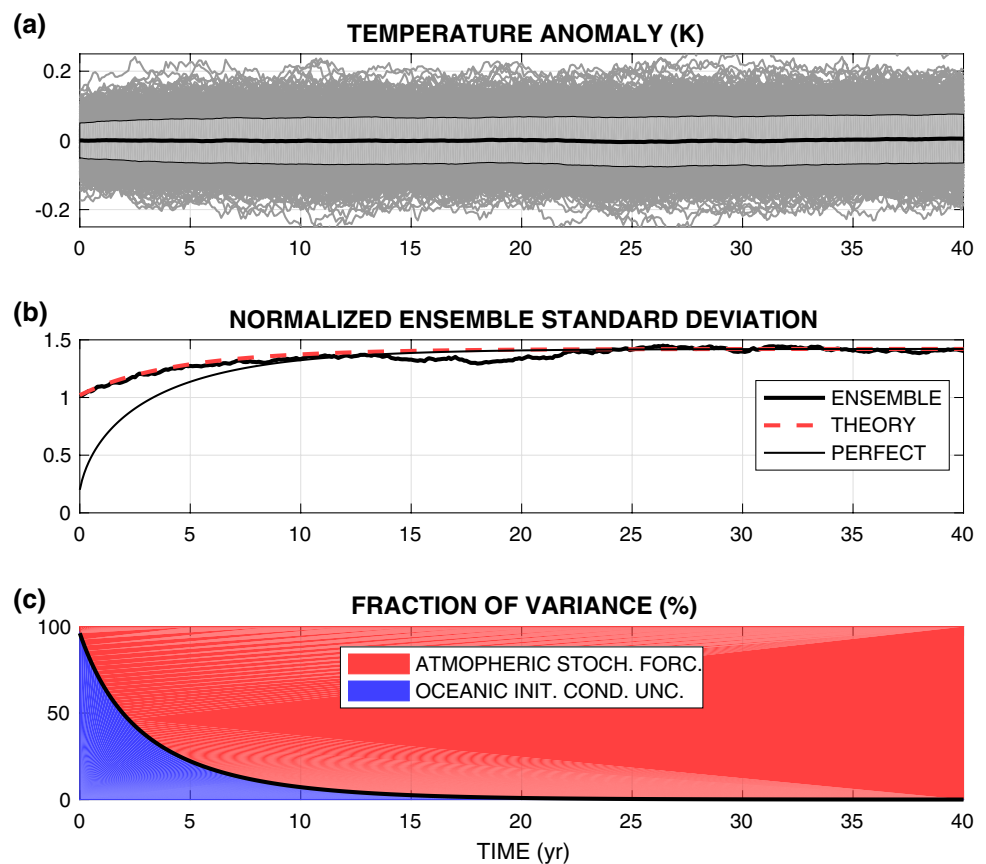 (a)
TEMPERATURE ANOMALY (K)
0.2
0
-0.2
0 5 10 15 20 25 30 35 40
(b)
NORMALIZED ENSEMBLE STANDARD DEVIATION
1.5
1
0.5
0
ENSEMBLE
THEORY
PERFECT
0 5 10 15 20 25 30 35 40
(c)
FRACTION OF VARIANCE (%)
100
50
0
ATMOPHERIC STOCH. FORC.
OCEANIC INIT. COND. UNC.
0 5 10 15 20 25 30 35 40
TIME (yr)